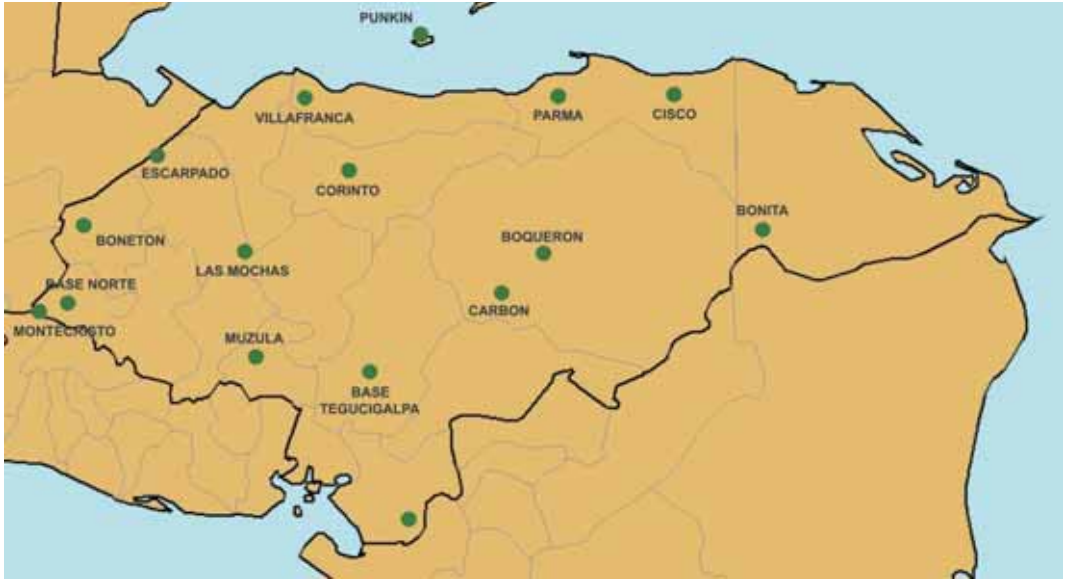 PUNKIN
VILLAFRANCA
PARMA
CISCO
ESCARPADO
CORINTO
BONITA
BONETON
BOQUERON
LAS MOCHAS
BASE NORTE
CARBON
MONTECRISTO
MUZULA
BASE
TEGUCIGALPA